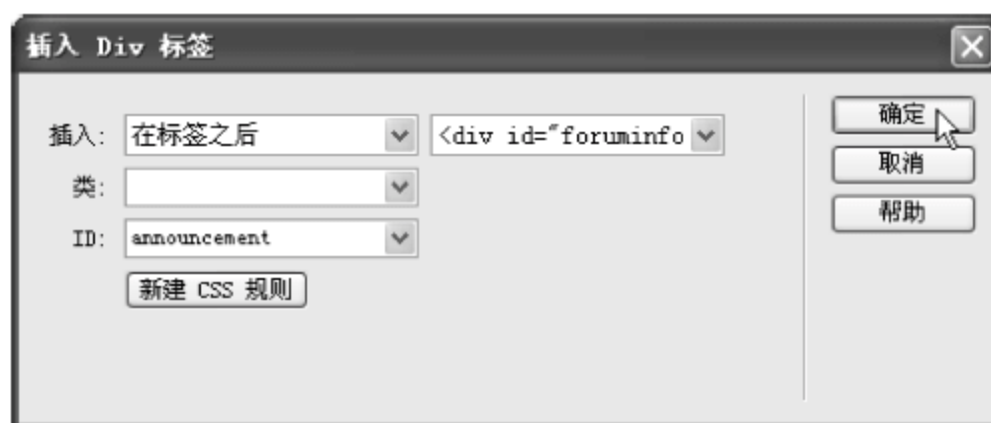 插入 Div 标签
插入: 在标签之后 <div id="foruminfo
确定
取消
类:
帮助
ID: announcement
新建 CSS 规则